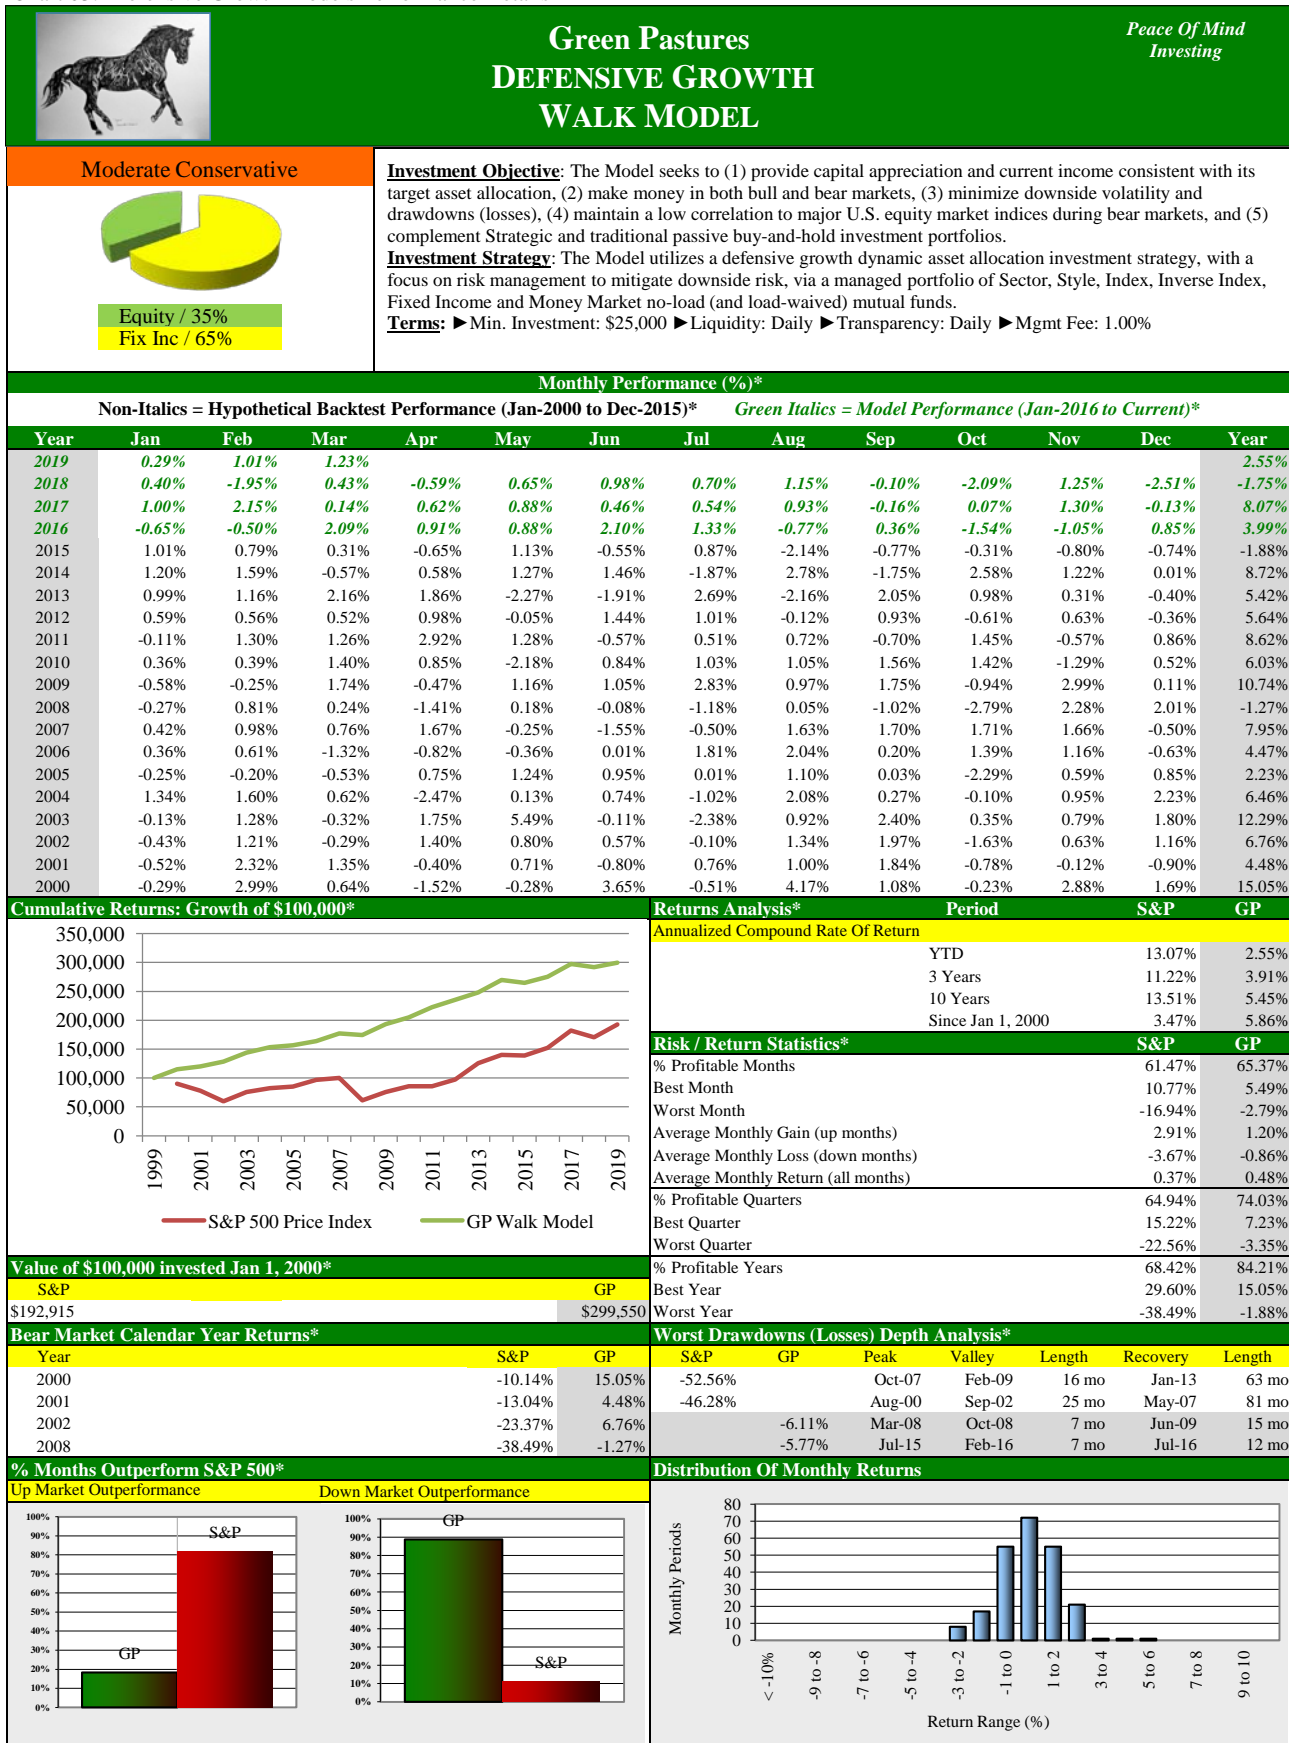 Green Pastures
DEFENSIVE GROWTH
WALK MODEL
Peace Of Mind
Investing
Moderate Conservative
Equity / 35%
Fix Inc / 65%
Investment Objective: The Model seeks to (1) provide capital appreciation and current income consistent with its
target asset allocation, (2) make money in both bull and bear markets, (3) minimize downside volatility and
drawdowns (losses), (4) maintain a low correlation to major U.S. equity market indices during bear markets, and (5)
complement Strategic and traditional passive buy-and-hold investment portfolios.
Investment Strategy: The Model utilizes a defensive growth dynamic asset allocation investment strategy, with a
focus on risk management to mitigate downside risk, via a managed portfolio of Sector, Style, Index, Inverse Index,
Fixed Income and Money Market no-load (and load-waived) mutual funds.
Terms: ►Min. Investment: $25,000 ►Liquidity: Daily ►Transparency: Daily ►Mgmt Fee: 1.00%
Monthly Performance (%)*
Non-Italics = Hypothetical Backtest Performance (Jan-2000 to Dec-2015)* Green Italics = Model Performance (Jan-2016 to Current)*
Year Jan Feb Mar Apr May Jun Jul Aug Sep Oct Nov Dec Year
2019 0.29% 1.01% 1.23% 2.55%
2018 0.40% -1.95% 0.43% -0.59% 0.65% 0.98% 0.70% 1.15% -0.10% -2.09% 1.25% -2.51% -1.75%
2017 1.00% 2.15% 0.14% 0.62% 0.88% 0.46% 0.54% 0.93% -0.16% 0.07% 1.30% -0.13% 8.07%
2016 -0.65% -0.50% 2.09% 0.91% 0.88% 2.10% 1.33% -0.77% 0.36% -1.54% -1.05% 0.85% 3.99%
2015 1.01% 0.79% 0.31% -0.65% 1.13% -0.55% 0.87% -2.14% -0.77% -0.31% -0.80% -0.74% -1.88%
2014 1.20% 1.59% -0.57% 0.58% 1.27% 1.46% -1.87% 2.78% -1.75% 2.58% 1.22% 0.01% 8.72%
2013 0.99% 1.16% 2.16% 1.86% -2.27% -1.91% 2.69% -2.16% 2.05% 0.98% 0.31% -0.40% 5.42%
2012 0.59% 0.56% 0.52% 0.98% -0.05% 1.44% 1.01% -0.12% 0.93% -0.61% 0.63% -0.36% 5.64%
2011 -0.11% 1.30% 1.26% 2.92% 1.28% -0.57% 0.51% 0.72% -0.70% 1.45% -0.57% 0.86% 8.62%
2010 0.36% 0.39% 1.40% 0.85% -2.18% 0.84% 1.03% 1.05% 1.56% 1.42% -1.29% 0.52% 6.03%
2009 -0.58% -0.25% 1.74% -0.47% 1.16% 1.05% 2.83% 0.97% 1.75% -0.94% 2.99% 0.11% 10.74%
2008 -0.27% 0.81% 0.24% -1.41% 0.18% -0.08% -1.18% 0.05% -1.02% -2.79% 2.28% 2.01% -1.27%
2007 0.42% 0.98% 0.76% 1.67% -0.25% -1.55% -0.50% 1.63% 1.70% 1.71% 1.66% -0.50% 7.95%
2006 0.36% 0.61% -1.32% -0.82% -0.36% 0.01% 1.81% 2.04% 0.20% 1.39% 1.16% -0.63% 4.47%
2005 -0.25% -0.20% -0.53% 0.75% 1.24% 0.95% 0.01% 1.10% 0.03% -2.29% 0.59% 0.85% 2.23%
2004 1.34% 1.60% 0.62% -2.47% 0.13% 0.74% -1.02% 2.08% 0.27% -0.10% 0.95% 2.23% 6.46%
2003 -0.13% 1.28% -0.32% 1.75% 5.49% -0.11% -2.38% 0.92% 2.40% 0.35% 0.79% 1.80% 12.29%
2002 -0.43% 1.21% -0.29% 1.40% 0.80% 0.57% -0.10% 1.34% 1.97% -1.63% 0.63% 1.16% 6.76%
2001 -0.52% 2.32% 1.35% -0.40% 0.71% -0.80% 0.76% 1.00% 1.84% -0.78% -0.12% -0.90% 4.48%
2000 -0.29% 2.99% 0.64% -1.52% -0.28% 3.65% -0.51% 4.17% 1.08% -0.23% 2.88% 1.69% 15.05%
Cumulative Returns: Growth of $100,000*
350,000
300,000
250,000
200,000
150,000
100,000
50,000
0
1999 2001 2003 2005 2007 2009 2011 2013 2015 2017 2019
S&P 500 Price Index GP Walk Model
Returns Analysis* Period S&P GP
Annualized Compound Rate Of Return
YTD 13.07% 2.55%
3 Years 11.22% 3.91%
10 Years 13.51% 5.45%
Since Jan 1, 2000 3.47% 5.86%
Risk / Return Statistics* S&P GP
% Profitable Months 61.47% 65.37%
Best Month 10.77% 5.49%
Worst Month -16.94% -2.79%
Average Monthly Gain (up months) 2.91% 1.20%
Average Monthly Loss (down months) -3.67% -0.86%
Average Monthly Return (all months) 0.37% 0.48%
% Profitable Quarters 64.94% 74.03%
Best Quarter 15.22% 7.23%
Worst Quarter -22.56% -3.35%
% Profitable Years 68.42% 84.21%
Best Year 29.60% 15.05%
Worst Year -38.49% -1.88%
Value of $100,000 invested Jan 1, 2000*
S&P GP
$192,915 $299,550
Bear Market Calendar Year Returns*
Year S&P GP
2000 -10.14% 15.05%
2001 -13.04% 4.48%
2002 -23.37% 6.76%
2008 -38.49% -1.27%
Worst Drawdowns (Losses) Depth Analysis*
S&P GP Peak Valley Length Recovery Length
-52.56% Oct-07 Feb-09 16 mo Jan-13 63 mo
-46.28% Aug-00 Sep-02 25 mo May-07 81 mo
-6.11% Mar-08 Oct-08 7 mo Jun-09 15 mo
-5.77% Jul-15 Feb-16 7 mo Jul-16 12 mo
% Months Outperform S&P 500*
Up Market Outperformance Down Market Outperformance
100%
90%
80%
70%
60%
50%
40%
30%
20%
10%
0%
GP
S&P
100%
90%
80%
70%
60%
50%
40%
30%
20%
10%
0%
GP
S&P
Distribution Of Monthly Returns
Monthly Periods
80
70
60
50
40
30
20
10
0
< -10% -9 to -8 -7 to -6 -5 to -4 -3 to -2 -1 to 0 1 to 2 3 to 4 5 to 6 7 to 8 9 to 10
Return Range (%)